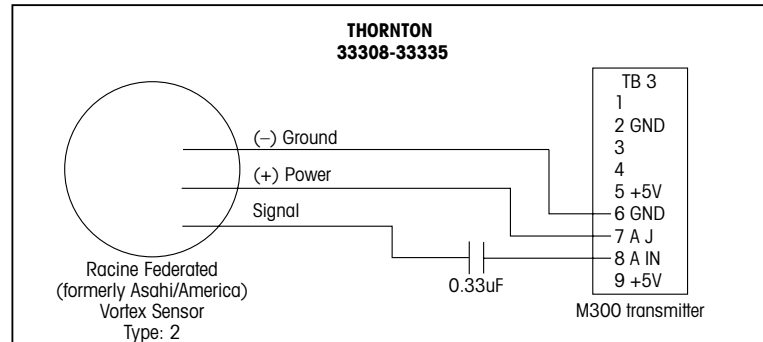 THORNTON
33308-33335
TB 3
1
2 GND
(–) Ground
3
4
(+) Power
5 +5V
6 GND
Signal
7 A J
8 A IN
0.33uF
9 +5V
Racine Federated
(formerly Asahi/America)
Vortex Sensor
Type: 2
M300 transmitter